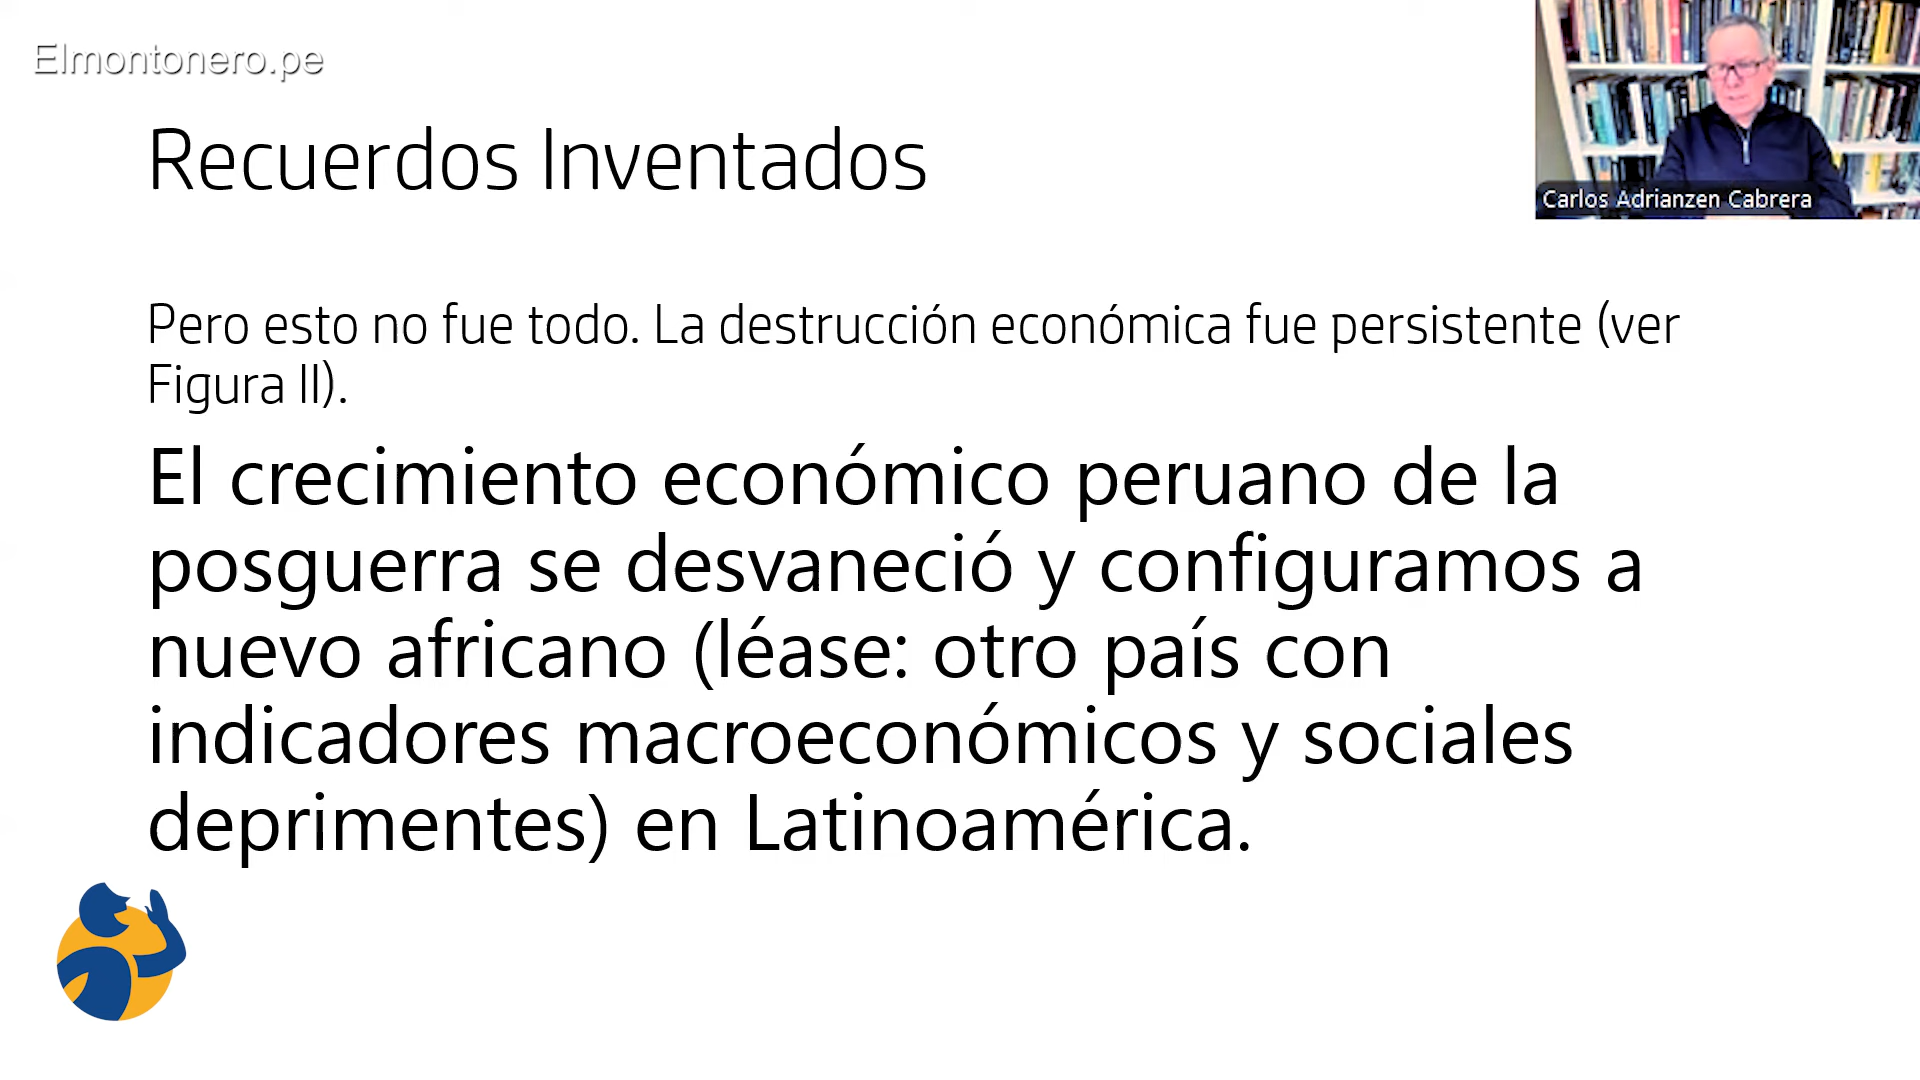 Elmontonero.pe
Carlos Adrianzen Cabrera
Recuerdos Inventados
Pero esto no fue todo. La destrucción económica fue persistente (ver
Figura II).
El crecimiento económico peruano de la
posguerra se desvaneció y configuramos a
nuevo africano (léase: otro país con
indicadores macroeconómicos y sociales
deprimentes) en Latinoamérica.